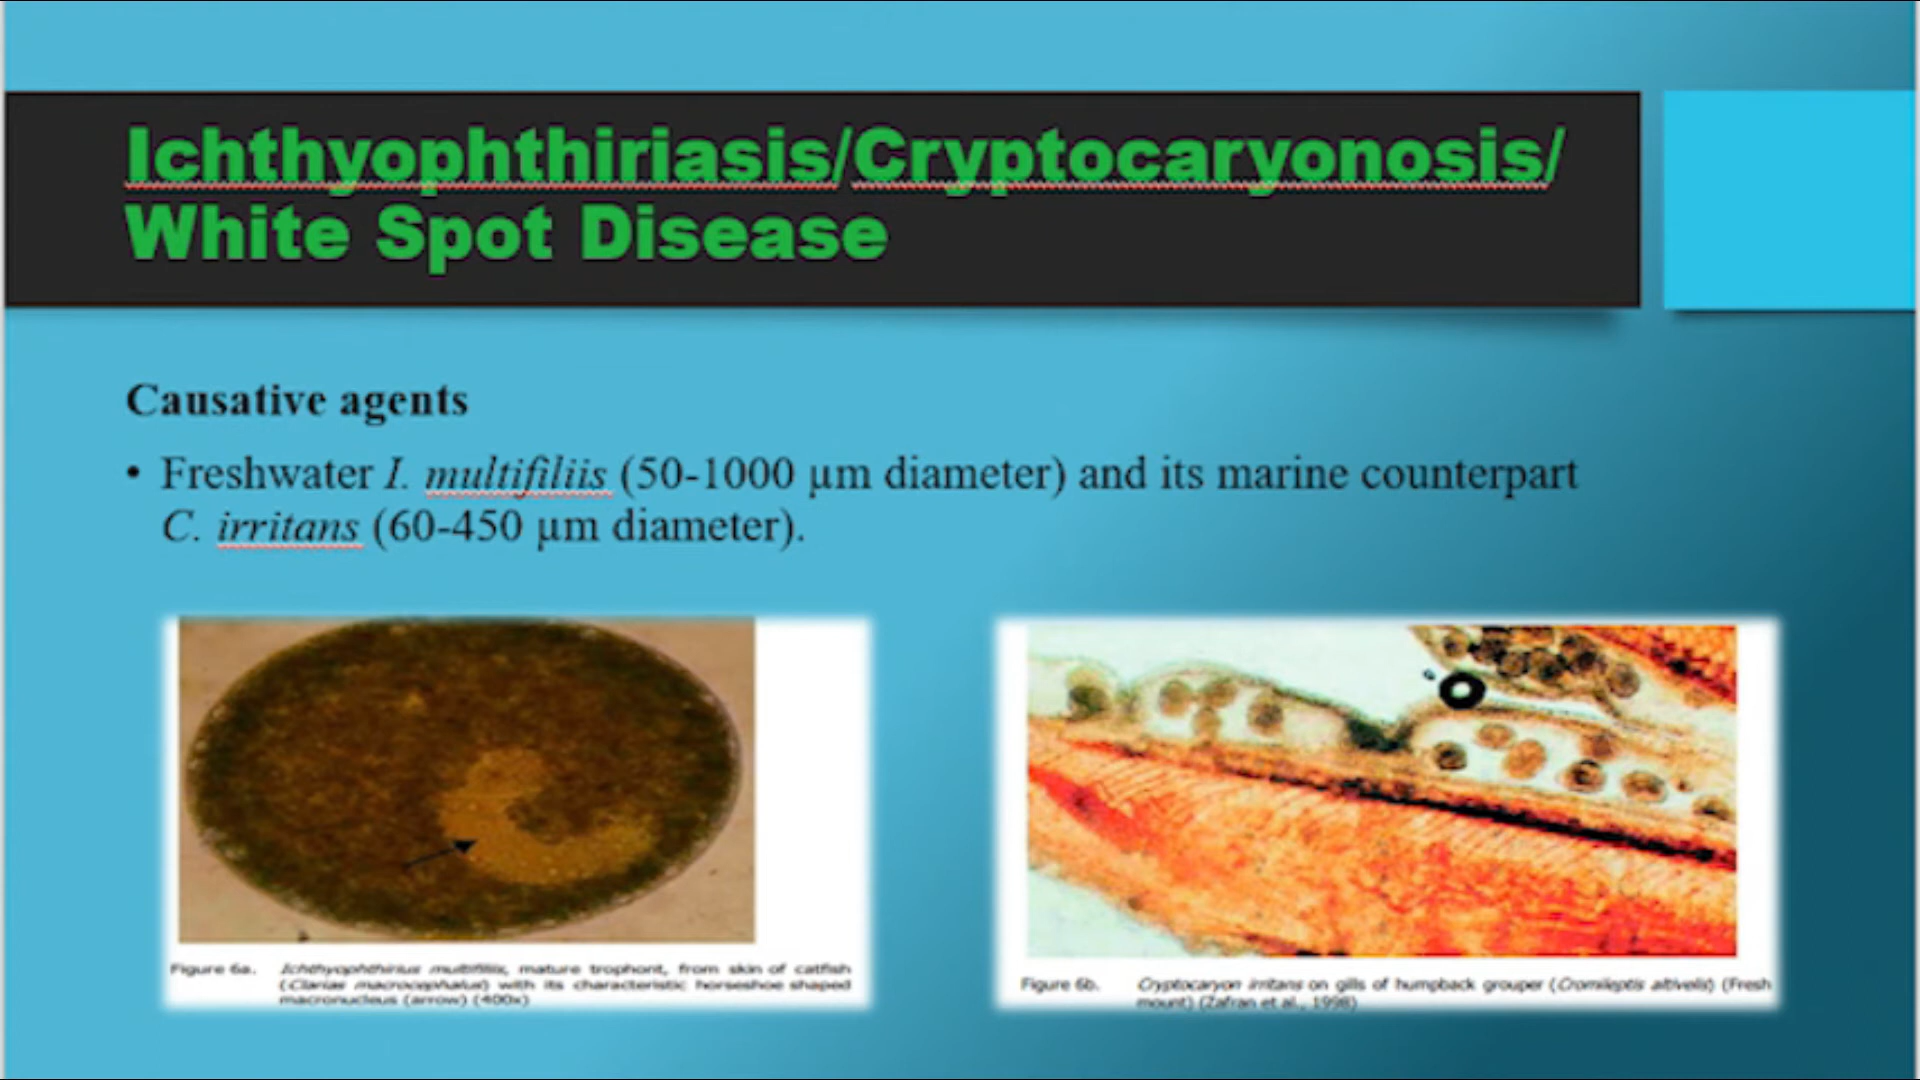 Ichthyophthiriasis/Cryptocaryonosis/
White Spot Disease
Causative agents
• Freshwater I. multifiliis (50-1000 µm diameter) and its marine counterpart
C. irritans (60-450 µm diameter).
Figure 6a. Ichthyophthirius multifiliis, mature trophont, from skin of catfish
(Clarias macrocephalus) with its characteristic horseshoe shaped
macronucleus (arrow) (400x)
Figure 6b. Cryptocaryon irritans on gills of humpback grouper (Cromileptis altivelis) (Fresh
mount) (Zafran et al., 1998)